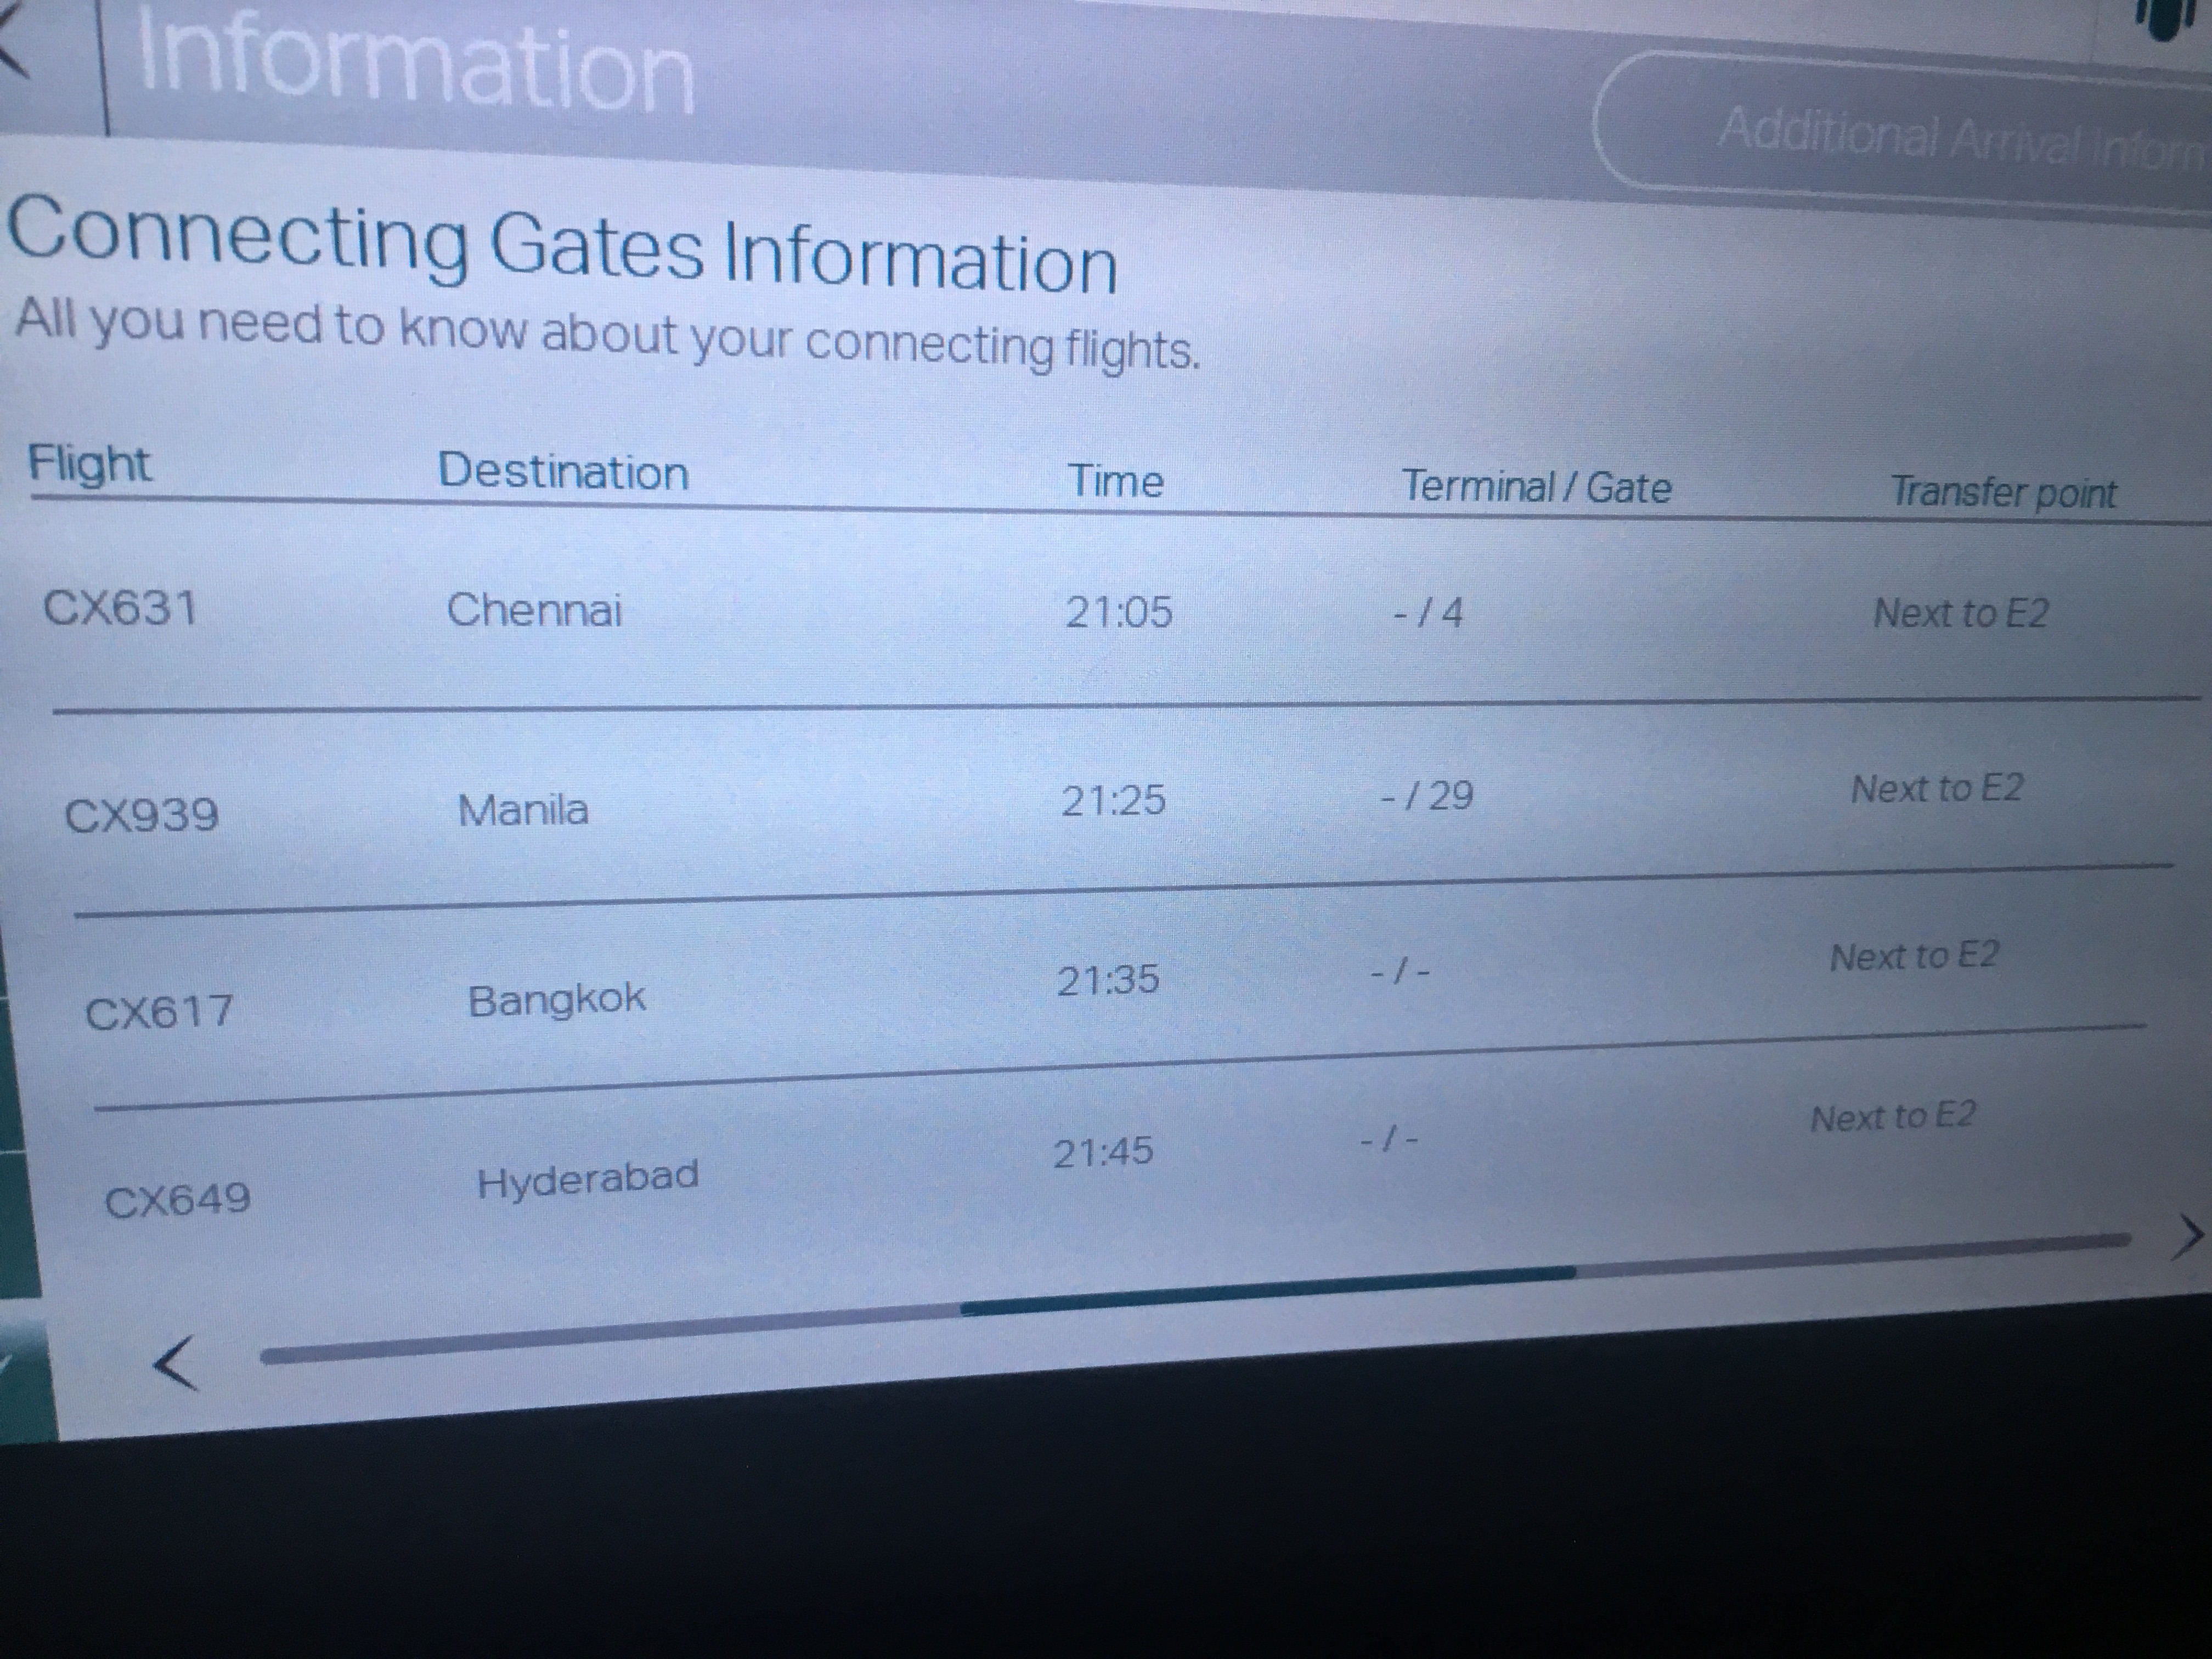 Information
Additional Arrival Inform
Connecting Gates Information
All you need to know about your connecting flights.
Flight Destination Time Terminal / Gate Transfer point
CX631 Chennai 21:05 - / 4 Next to E2
CX939 Manila 21:25 - / 29 Next to E2
CX617 Bangkok 21:35 - / - Next to E2
CX649 Hyderabad 21:45 - / - Next to E2